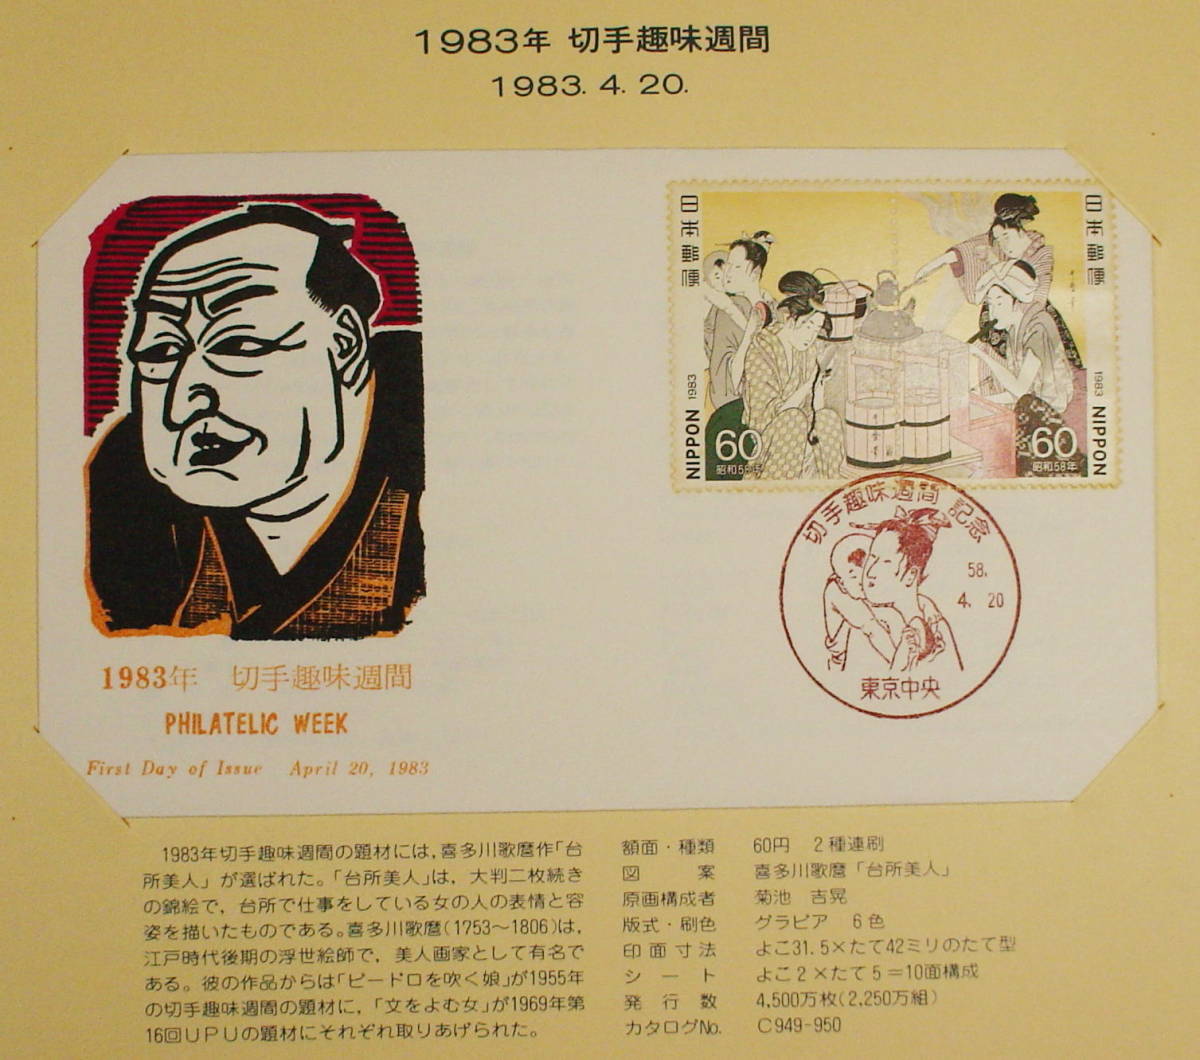 1983年 切手趣味週間
1983. 4. 20.
日本郵便
日本郵便
NIPPON 1983
1983 NIPPON
60
昭和58年
60
昭和58年
切手趣味週間 記念
58.
4. 20
東京中央
1983年 切手趣味週間
PHILATELIC WEEK
First Day of Issue April 20, 1983
1983年切手趣味週間の題材には,喜多川歌麿作「台
所美人」が選ばれた。「台所美人」は,大判二枚続き
の錦絵で,台所で仕事をしている女の人の表情と容
姿を描いたものである。喜多川歌麿(1753〜1806)は,
江戸時代後期の浮世絵師で,美人画家として有名で
ある。彼の作品からは「ビードロを吹く娘」が1955年
の切手趣味週間の題材に,「文をよむ女」が1969年第
16回UPUの題材にそれぞれ取りあげられた。
額面・種類 60円 2種連刷
図案 喜多川歌麿「台所美人」
原画構成者 菊池 吉晃
版式・刷色 グラビア 6色
印面寸法 よこ31.5×たて42ミリのたて型
シート よこ2×たて5=10面構成
発行数 4,500万枚(2,250万組)
カタログNo. C949-950